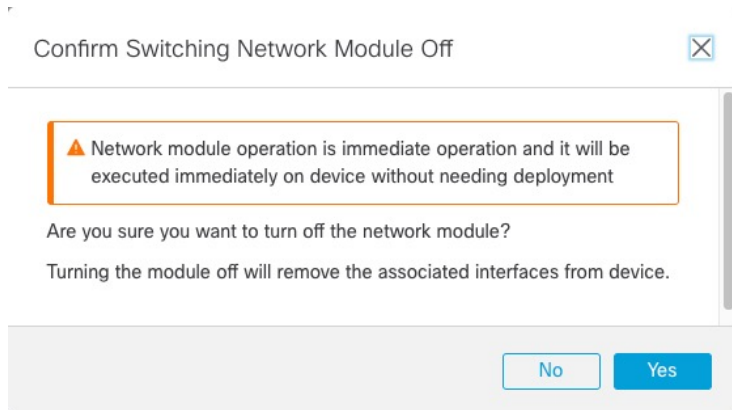 Confirm Switching Network Module Off
Network module operation is immediate operation and it will be
executed immediately on device without needing deployment
Are you sure you want to turn off the network module?
Turning the module off will remove the associated interfaces from device.
No
Yes